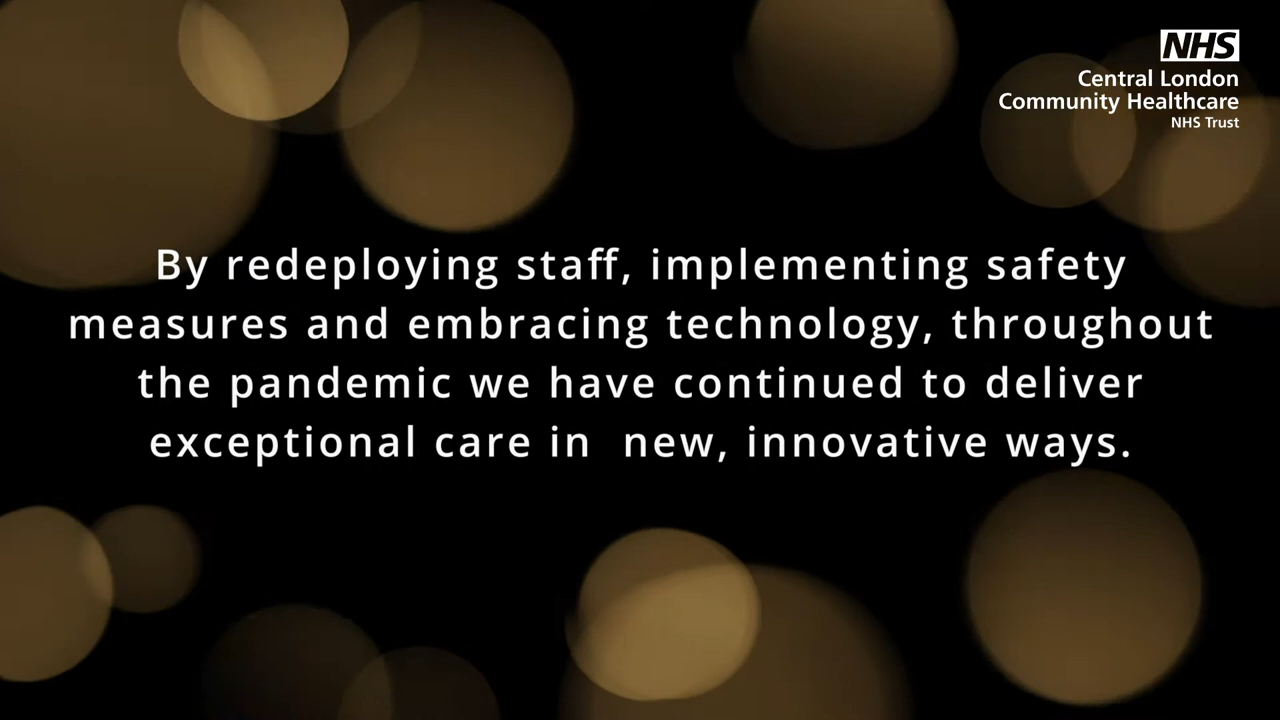 NHS
Central London
Community Healthcare
NHS Trust
By redeploying staff, implementing safety
measures and embracing technology, throughout
the pandemic we have continued to deliver
exceptional care in  new, innovative ways.